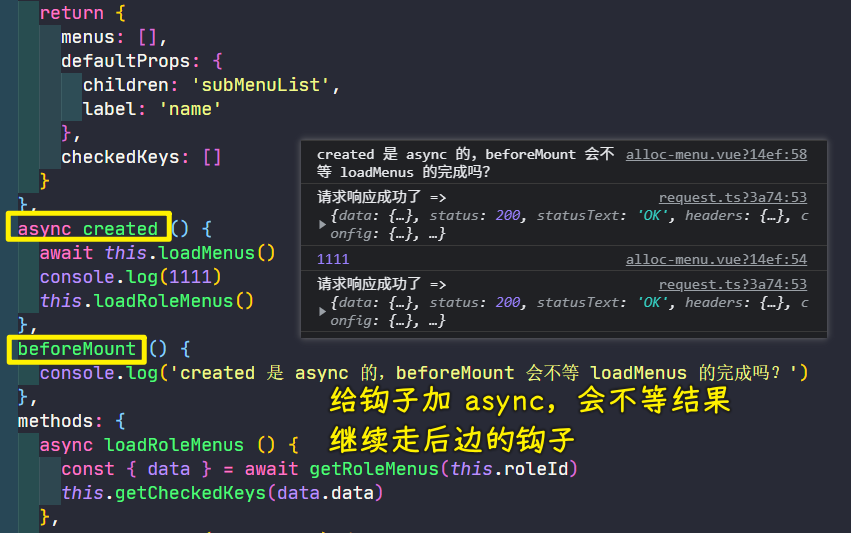 return {
menus: [],
defaultProps: {
children: 'subMenuList',
label: 'name'
},
checkedKeys: []
}
},
async created () {
await this.loadMenus()
console.log(1111)
this.loadRoleMenus()
},
beforeMount () {
console.log('created 是 async 的，beforeMount 会不等 loadMenus 的完成吗？')
},
methods: {
async loadRoleMenus () {
const { data } = await getRoleMenus(this.roleId)
this.getCheckedKeys(data.data)
},
created 是 async 的，beforeMount 会不 alloc-menu.vue?14ef:58
等 loadMenus 的完成吗？
请求响应成功了 => request.ts?3a74:53
{data: {…}, status: 200, statusText: 'OK', headers: {…}, c
onfig: {…}, …}
1111 alloc-menu.vue?14ef:54
请求响应成功了 => request.ts?3a74:53
{data: {…}, status: 200, statusText: 'OK', headers: {…}, c
onfig: {…}, …}
给钩子加 async，会不等结果
继续走后边的钩子